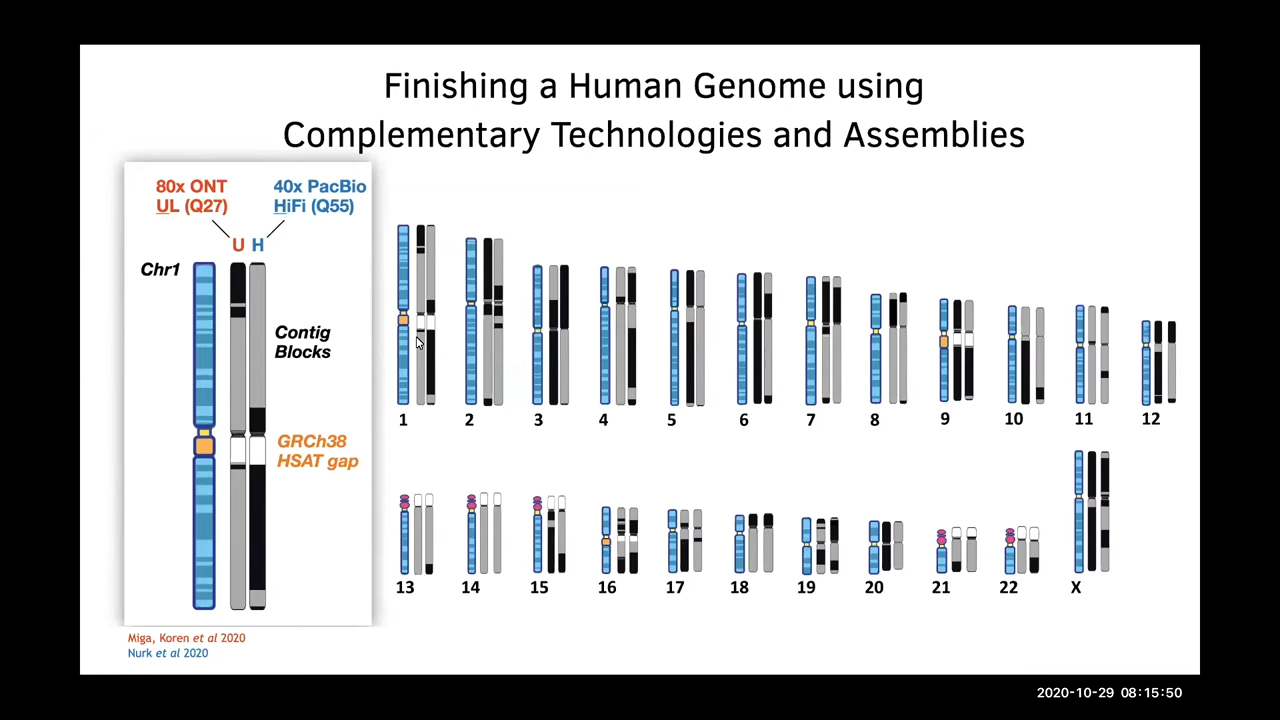 Finishing a Human Genome using
Complementary Technologies and Assemblies
80x ONT
UL (Q27)
40x PacBio
HiFi (Q55)
U H
Chr1
Contig
Blocks
GRCh38
HSAT gap
1 2 3 4 5 6 7 8 9 10 11 12
13 14 15 16 17 18 19 20 21 22 X
Miga, Koren et al 2020
Nurk et al 2020
2020-10-29 08:15:50